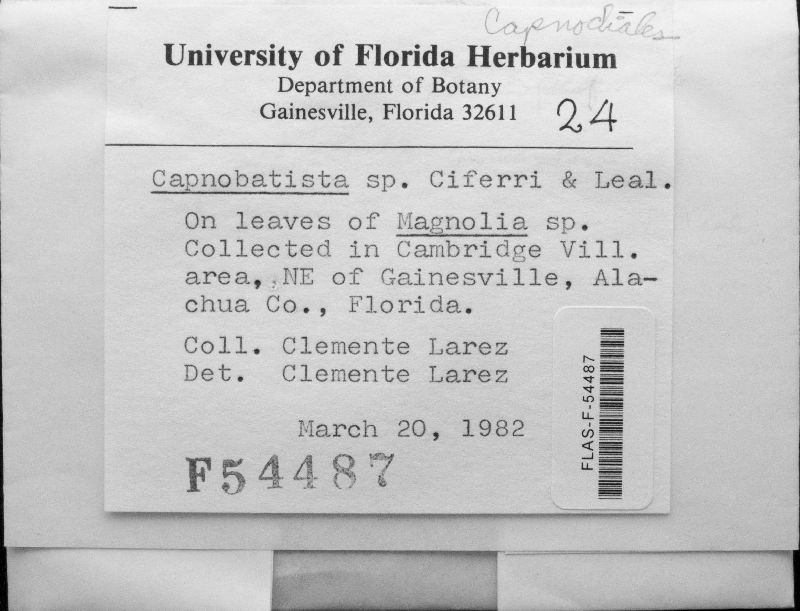 Capnodiales
University of Florida Herbarium
Department of Botany
Gainesville, Florida 32611
24
Capnobatista sp. Ciferri & Leal.
On leaves of Magnolia sp.
Collected in Cambridge Vill.
area, NE of Gainesville, Ala-
chua Co., Florida.
Coll. Clemente Larez
Det. Clemente Larez
March 20, 1982
F54487
FLAS-F-54487